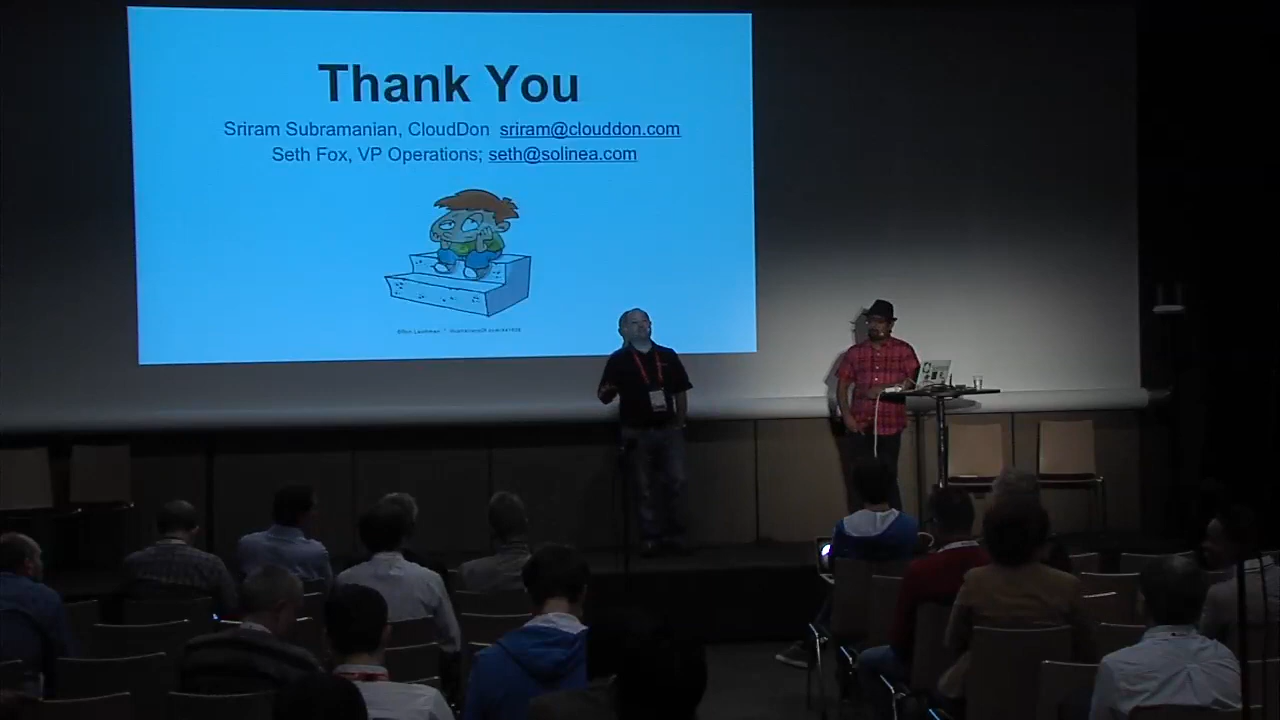 Thank You
Sriram Subramanian, CloudDon sriram@clouddon.com
Seth Fox, VP Operations; seth@solinea.com